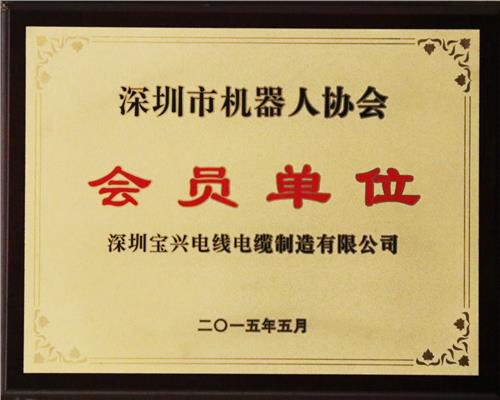 深圳市机器人协会
会员单位
深圳宝兴电线电缆制造有限公司
二〇一五年五月